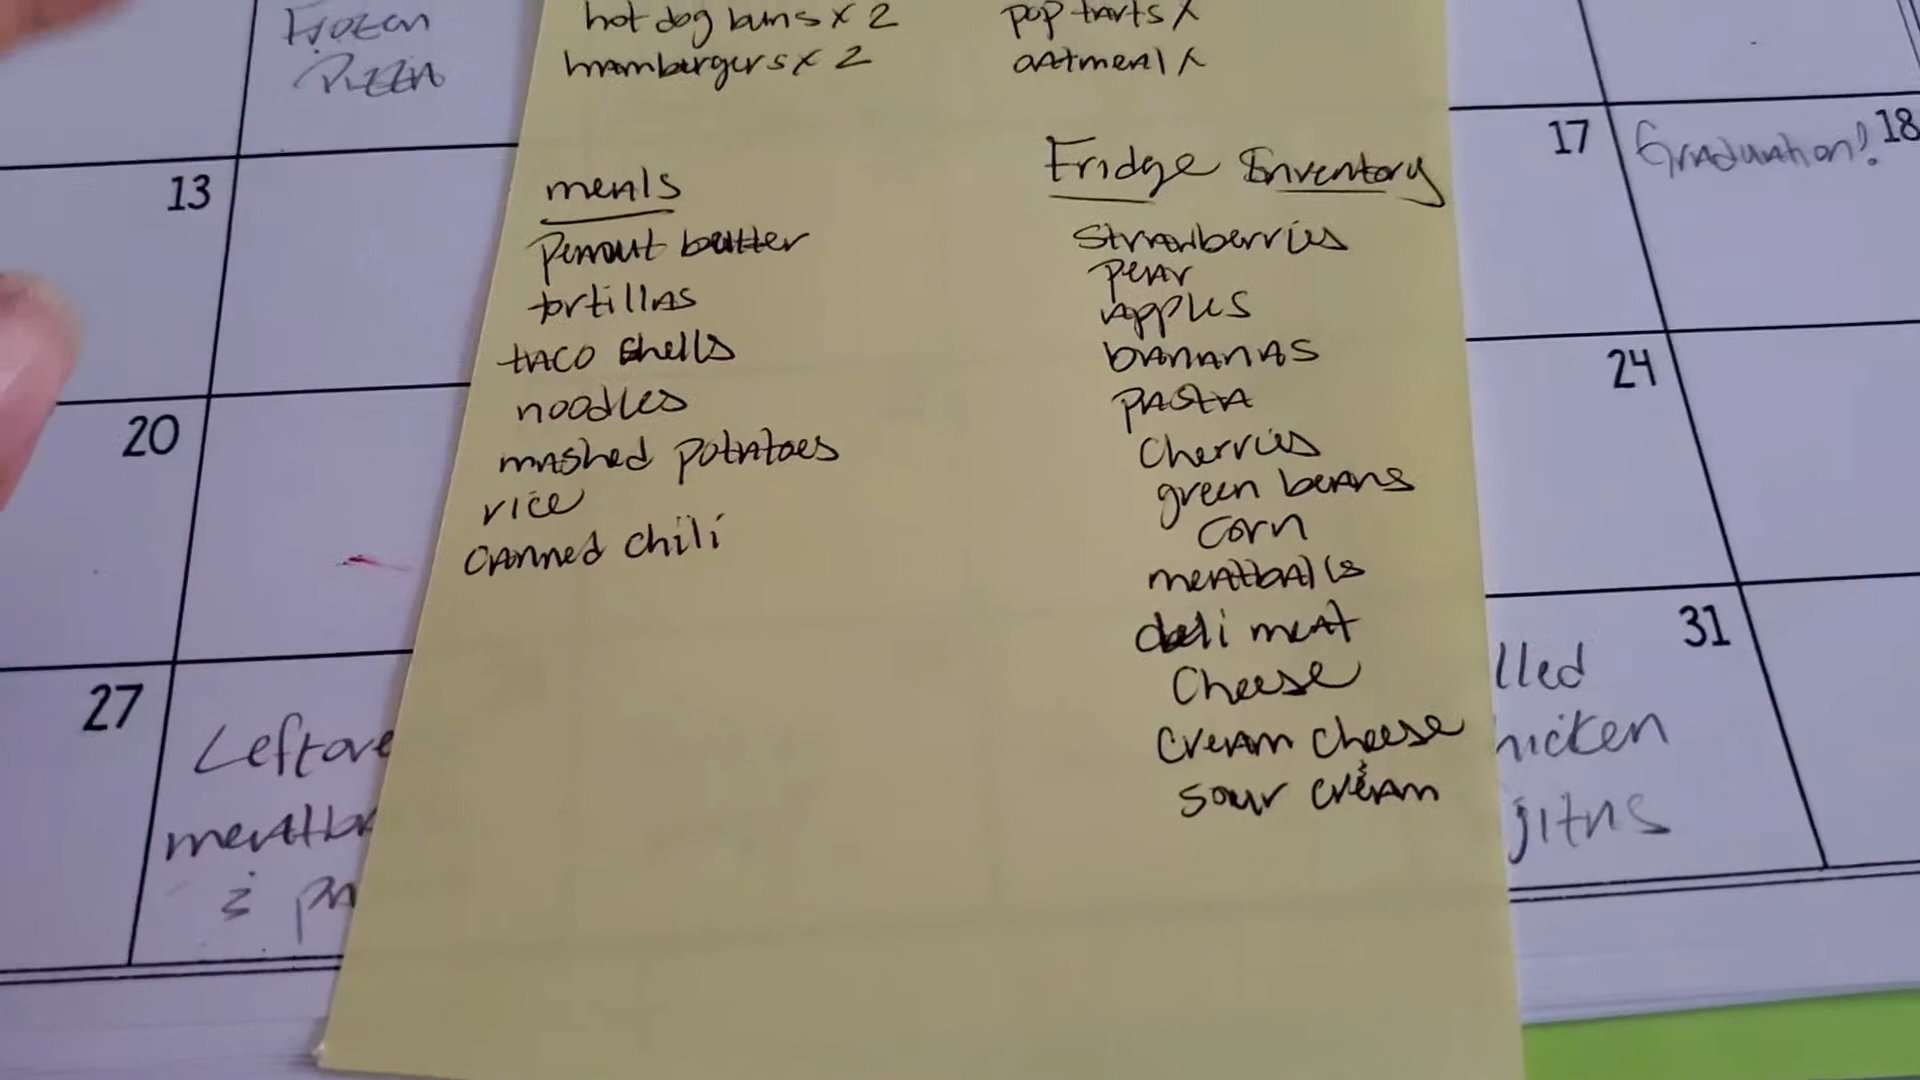 Frozen
Pizza
hot dog buns x 2
hamburgers x 2
pop tarts x
oatmeal x
13
17
Graduation!
18
meals
peanut butter
tortillas
taco shells
noodles
mashed potatoes
rice
canned chili
Fridge Inventory
strawberries
pear
apples
bananas
pasta
cherries
green beans
corn
meatballs
deli meat
cheese
cream cheese
& sour cream
20
24
27
Leftove
meatba
& pa
31
lled
hicken